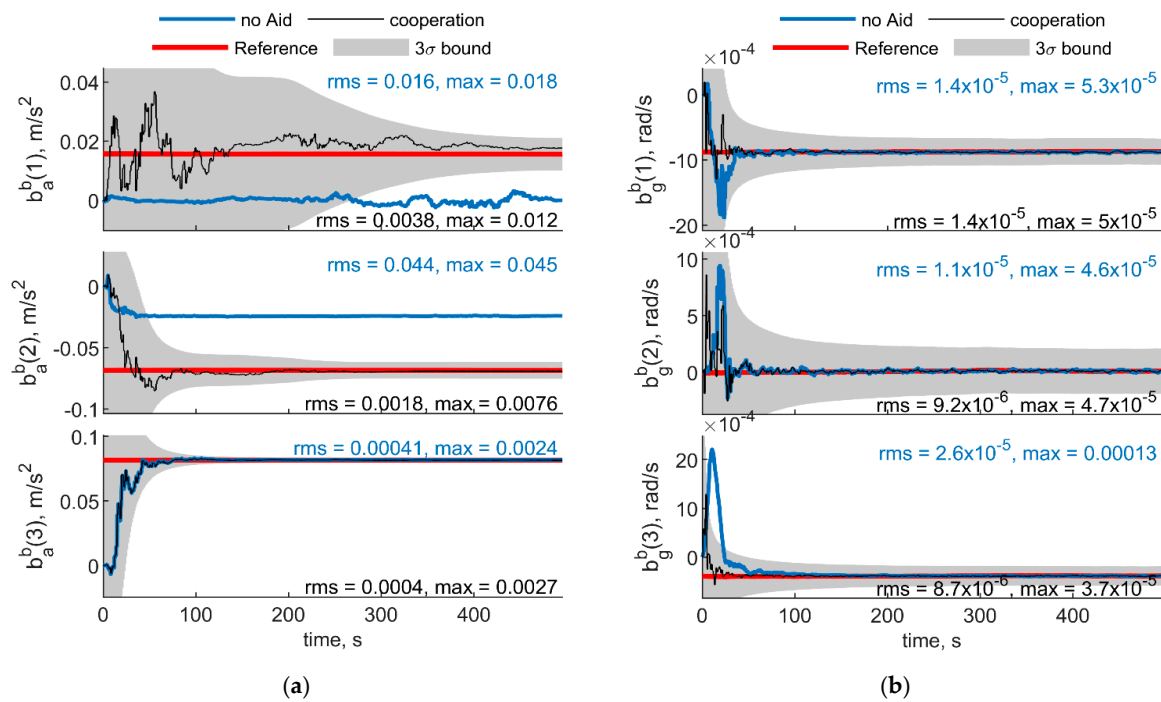 no Aid cooperation
Reference 3σ bound
rms = 0.016, max = 0.018
0.04
0.02
0
b_a^b(1), m/s²
rms = 0.0038, max = 0.012
rms = 0.044, max = 0.045
0
-0.05
-0.1
b_a^b(2), m/s²
rms = 0.0018, max = 0.0076
0.1
rms = 0.00041, max = 0.0024
0.05
0
b_a^b(3), m/s²
rms = 0.0004, max = 0.0027
0 100 200 300 400
time, s
(a)
no Aid cooperation
Reference 3σ bound
×10⁻⁴
rms = 1.4x10⁻⁵, max = 5.3x10⁻⁵
0
-10
-20
b_g^b(1), rad/s
rms = 1.4x10⁻⁵, max = 5x10⁻⁵
×10⁻⁴
10
rms = 1.1x10⁻⁵, max = 4.6x10⁻⁵
5
0
b_g^b(2), rad/s
rms = 9.2x10⁻⁶, max = 4.7x10⁻⁵
×10⁻⁴
rms = 2.6x10⁻⁵, max = 0.00013
20
10
0
b_g^b(3), rad/s
rms = 8.7x10⁻⁶, max = 3.7x10⁻⁵
0 100 200 300 400
time, s
(b)